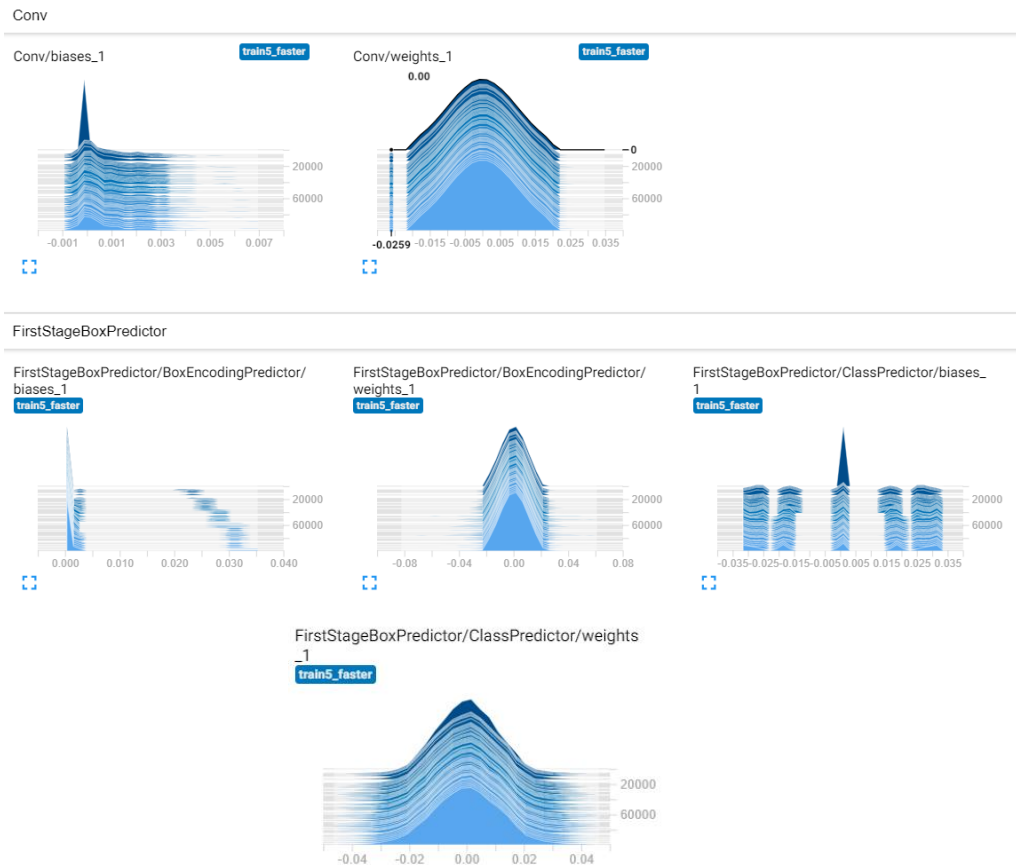 Conv
Conv/biases_1
train5_faster
Conv/weights_1
train5_faster
0.00
20000
60000
-0.001 0.001 0.003 0.005 0.007
0
20000
60000
-0.0259 -0.015 -0.005 0.005 0.015 0.025 0.035
FirstStageBoxPredictor
FirstStageBoxPredictor/BoxEncodingPredictor/
biases_1
train5_faster
FirstStageBoxPredictor/BoxEncodingPredictor/
weights_1
train5_faster
FirstStageBoxPredictor/ClassPredictor/biases_
1
train5_faster
20000
60000
0.000 0.010 0.020 0.030 0.040
20000
60000
-0.08 -0.04 0.00 0.04 0.08
20000
60000
-0.035 -0.025 -0.015 -0.005 0.005 0.015 0.025 0.035
FirstStageBoxPredictor/ClassPredictor/weights
_1
train5_faster
20000
60000
-0.04 -0.02 0.00 0.02 0.04